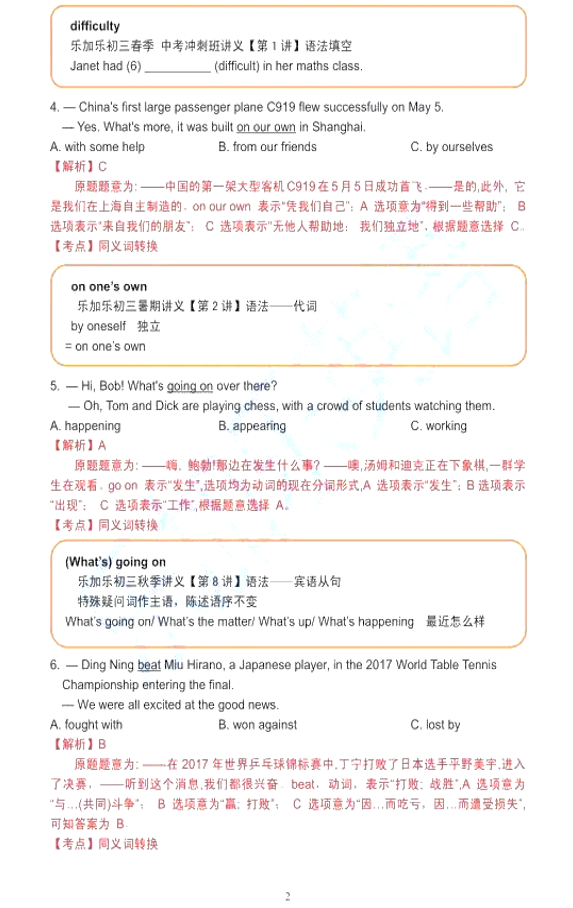 difficulty
乐加乐初三春季 中考冲刺班讲义【第 1 讲】语法填空
Janet had (6) __________ (difficult) in her maths class.
4. — China's first large passenger plane C919 flew successfully on May 5.
— Yes. What's more, it was built on our own in Shanghai.
A. with some help B. from our friends C. by ourselves
【解析】C
原题题意为: ——中国的第一架大型客机 C919 在 5 月 5 日成功首飞. ——是的,此外, 它
是我们在上海自主制造的. on our own 表示“凭我们自己”; A 选项意为“得到一些帮助”; B
选项表示“来自我们的朋友”; C 选项表示“无他人帮助地; 我们独立地”, 根据题意选择 C.
【考点】同义词转换
on one's own
乐加乐初三暑期讲义【第 2 讲】语法——代词
by oneself 独立
= on one's own
5. — Hi, Bob! What's going on over there?
— Oh, Tom and Dick are playing chess, with a crowd of students watching them.
A. happening B. appearing C. working
【解析】A
原题题意为: ——嗨, 鲍勃!那边在发生什么事? ——噢,汤姆和迪克正在下象棋,一群学
生在观看. go on 表示“发生”,选项均为动词的现在分词形式,A 选项表示“发生”; B 选项表示
“出现”; C 选项表示“工作”,根据题意选择 A。
【考点】同义词转换
(What's) going on
乐加乐初三秋季讲义【第 8 讲】语法——宾语从句
特殊疑问词作主语，陈述语序不变
What's going on/ What's the matter/ What's up/ What's happening 最近怎么样
6. — Ding Ning beat Miu Hirano, a Japanese player, in the 2017 World Table Tennis
Championship entering the final.
— We were all excited at the good news.
A. fought with B. won against C. lost by
【解析】B
原题题意为: ——在 2017 年世界乒乓球锦标赛中,丁宁打败了日本选手平野美宇,进入
了决赛, ——听到这个消息,我们都很兴奋. beat, 动词, 表示“打败; 战胜”,A 选项意为
“与…(共同)斗争”; B 选项意为“赢; 打败”; C 选项意为“因…而吃亏, 因…而遭受损失”,
可知答案为 B.
【考点】同义词转换
2